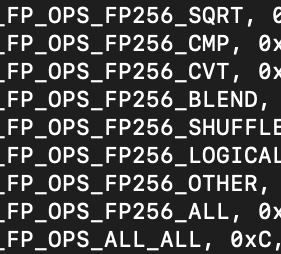 _FP_OPS_FP256_SQRT, 0
_FP_OPS_FP256_CMP, 0x
_FP_OPS_FP256_CVT, 0x
_FP_OPS_FP256_BLEND,
_FP_OPS_FP256_SHUFFLE
_FP_OPS_FP256_LOGICAL
_FP_OPS_FP256_OTHER,
_FP_OPS_FP256_ALL, 0x
_FP_OPS_ALL_ALL, 0xC,